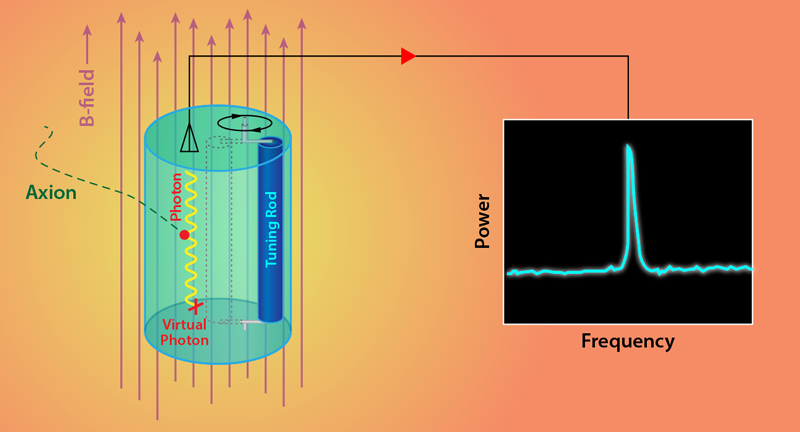 B-field
Axion
Photon
Tuning Rod
Virtual
Photon
Power
Frequency